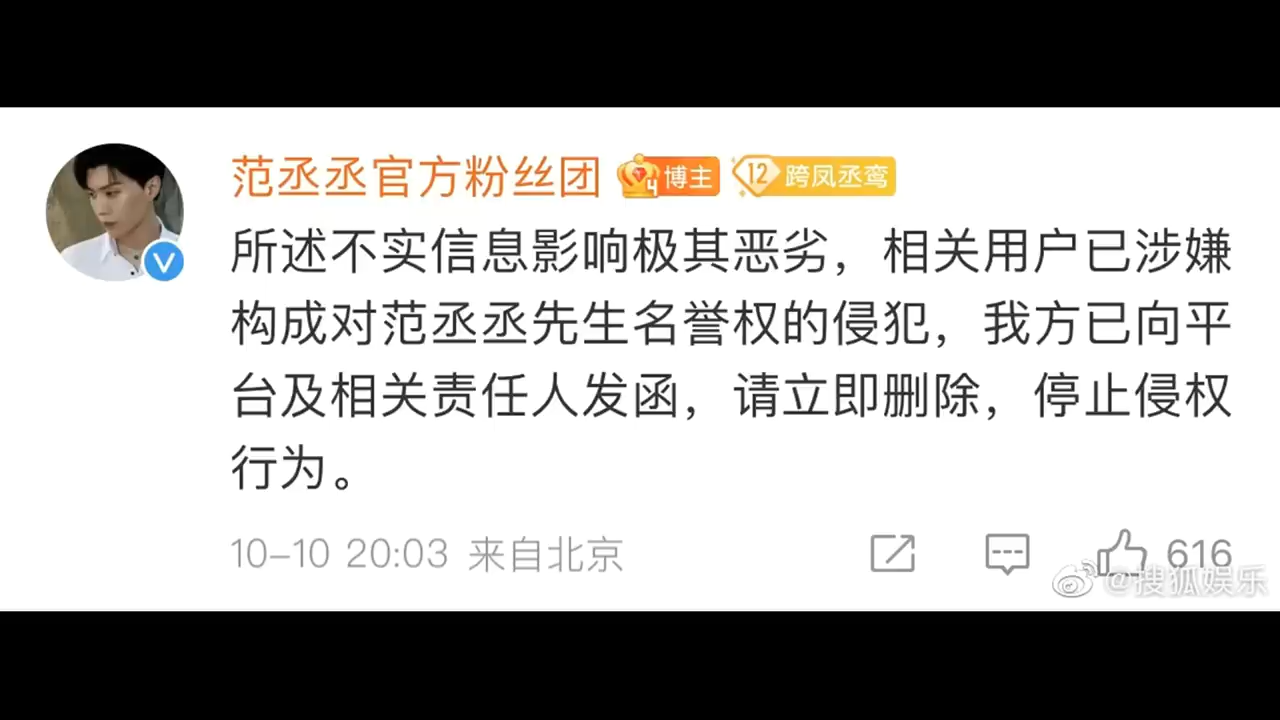 范丞丞官方粉丝团 4 博主 12 跨凤丞鸾
所述不实信息影响极其恶劣，相关用户已涉嫌
构成对范丞丞先生名誉权的侵犯，我方已向平
台及相关责任人发函，请立即删除，停止侵权
行为。
10-10 20:03 来自北京 616
@搜狐娱乐